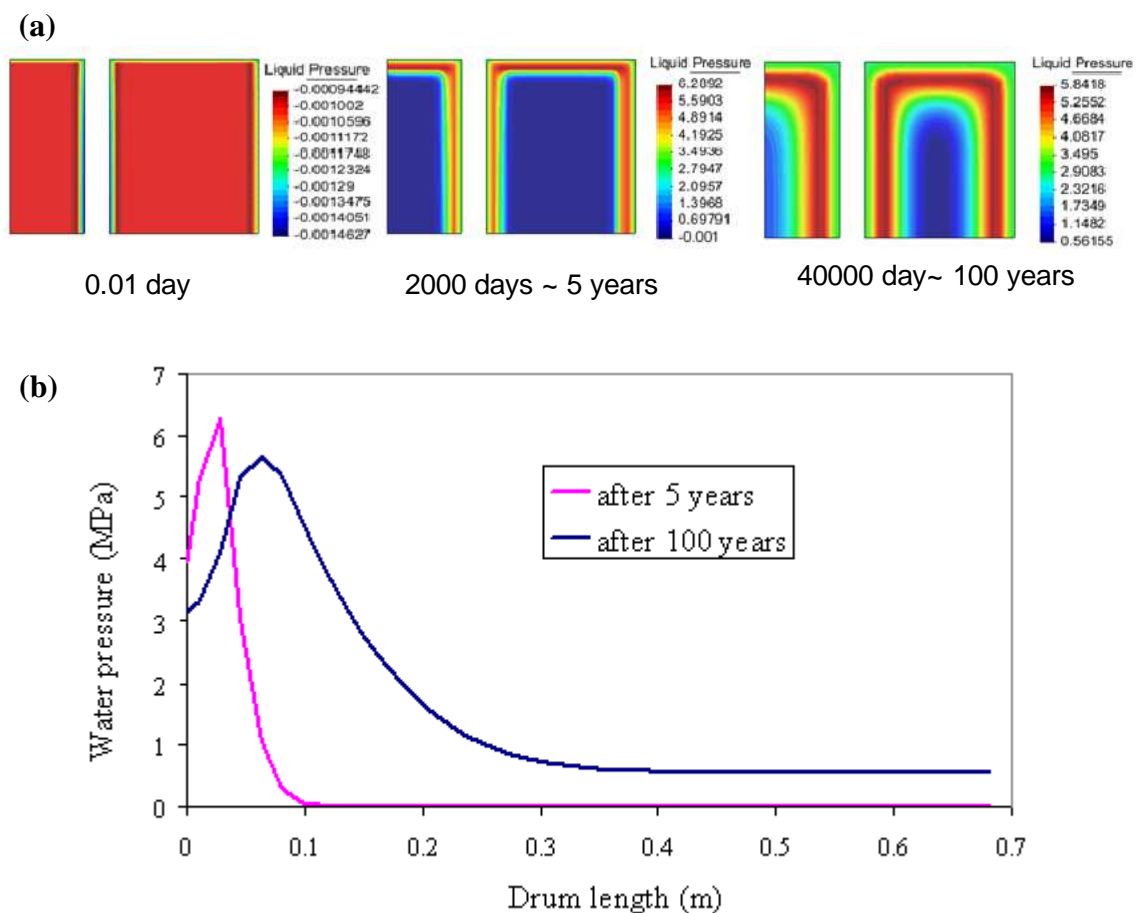 (a)
Liquid Pressure
-0.00094442
-0.001002
-0.0010596
-0.0011172
-0.0011748
-0.0012324
-0.00129
-0.0013475
-0.0014051
-0.0014627
0.01 day
Liquid Pressure
6.2892
5.5903
4.8914
4.1925
3.4936
2.7947
2.0957
1.3968
0.69791
-0.001
2000 days ~ 5 years
Liquid Pressure
5.8418
5.2552
4.6684
4.0817
3.495
2.9083
2.3216
1.7349
1.1482
0.56155
40000 day~ 100 years
(b)
Water pressure (MPa)
7
6
5
4
3
2
1
0
after 5 years
after 100 years
0 0.1 0.2 0.3 0.4 0.5 0.6 0.7
Drum length (m)